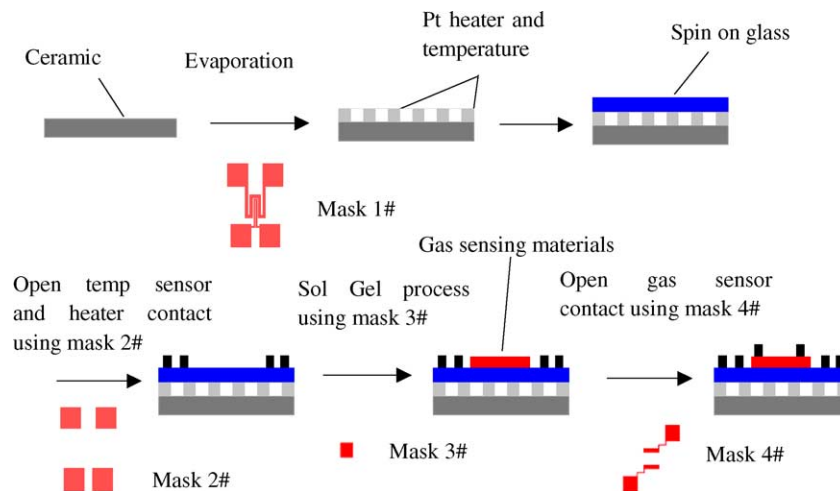 Pt heater and
temperature
Spin on glass
Ceramic
Evaporation
Mask 1#
Gas sensing materials
Open temp sensor
and heater contact
using mask 2#
Sol Gel process
using mask 3#
Open gas sensor
contact using mask 4#
Mask 2#
Mask 3#
Mask 4#